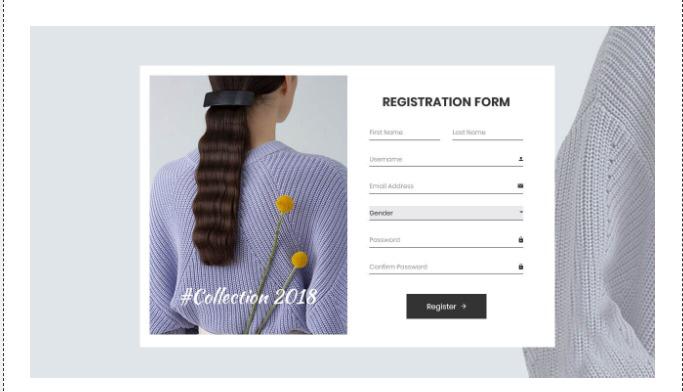 REGISTRATION FORM
First Name Last Name
Username
Email Address
Gender
Password
Confirm Password
#Collection 2018
Register →